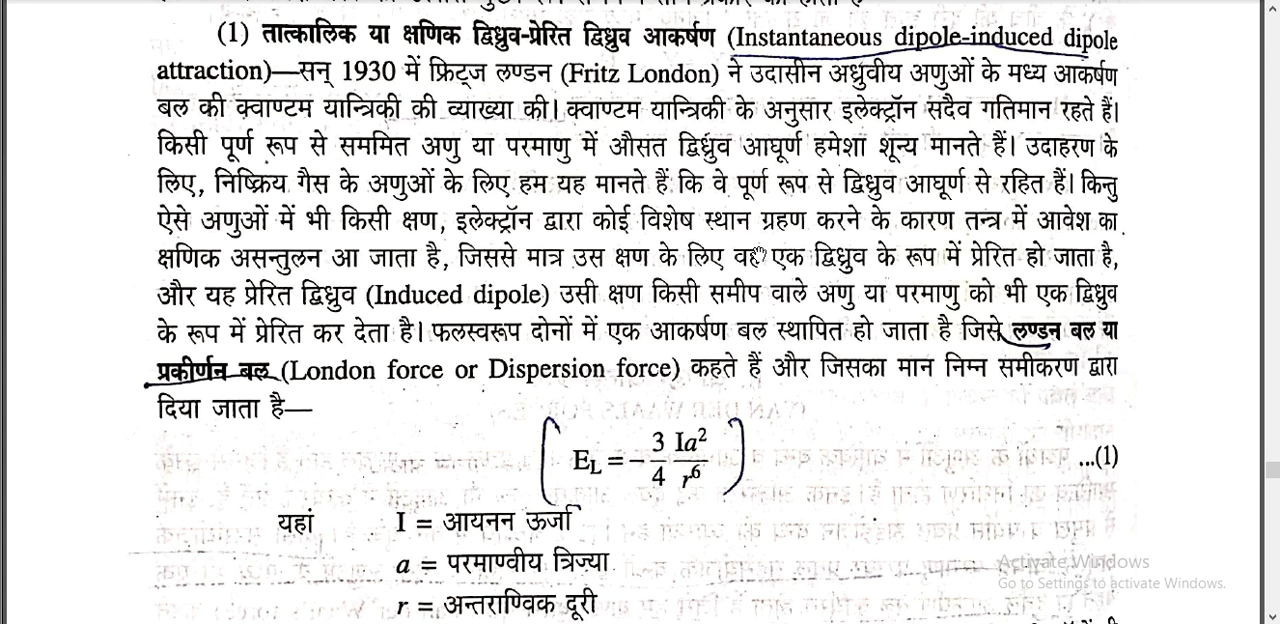 (1) तात्कालिक या क्षणिक द्विध्रुव-प्रेरित द्विध्रुव आकर्षण (Instantaneous dipole-induced dipole
attraction)—सन् 1930 में फ्रिट्ज लण्डन (Fritz London) ने उदासीन अध्रुवीय अणुओं के मध्य आकर्षण
बल की क्वाण्टम यान्त्रिकी की व्याख्या की। क्वाण्टम यान्त्रिकी के अनुसार इलेक्ट्रॉन सदैव गतिमान रहते हैं।
किसी पूर्ण रूप से सममित अणु या परमाणु में औसत द्विध्रुव आघूर्ण हमेशा शून्य मानते हैं। उदाहरण के
लिए, निष्क्रिय गैस के अणुओं के लिए हम यह मानते हैं कि वे पूर्ण रूप से द्विध्रुव आघूर्ण से रहित हैं। किन्तु
ऐसे अणुओं में भी किसी क्षण, इलेक्ट्रॉन द्वारा कोई विशेष स्थान ग्रहण करने के कारण तन्त्र में आवेश का
क्षणिक असन्तुलन आ जाता है, जिससे मात्र उस क्षण के लिए वह एक द्विध्रुव के रूप में प्रेरित हो जाता है,
और यह प्रेरित द्विध्रुव (Induced dipole) उसी क्षण किसी समीप वाले अणु या परमाणु को भी एक द्विध्रुव
के रूप में प्रेरित कर देता है। फलस्वरूप दोनों में एक आकर्षण बल स्थापित हो जाता है जिसे लण्डन बल या
प्रकीर्णन बल (London force or Dispersion force) कहते हैं और जिसका मान निम्न समीकरण द्वारा
दिया जाता है—
E_L = -3/4 Ia²/r⁶ ...(1)
यहां I = आयनन ऊर्जा
a = परमाण्वीय त्रिज्या
r = अन्तराण्विक दूरी
Activate Windows
Go to Settings to activate Windows.